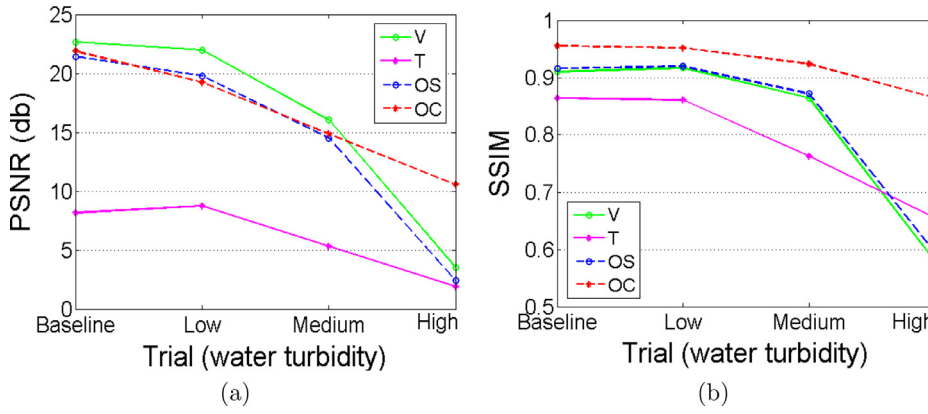 25
20
15
10
5
0
PSNR (db)
V
T
OS
OC
Baseline Low Medium High
Trial (water turbidity)
(a)
1
0.9
0.8
0.7
0.6
0.5
SSIM
V
T
OS
OC
Baseline Low Medium High
Trial (water turbidity)
(b)